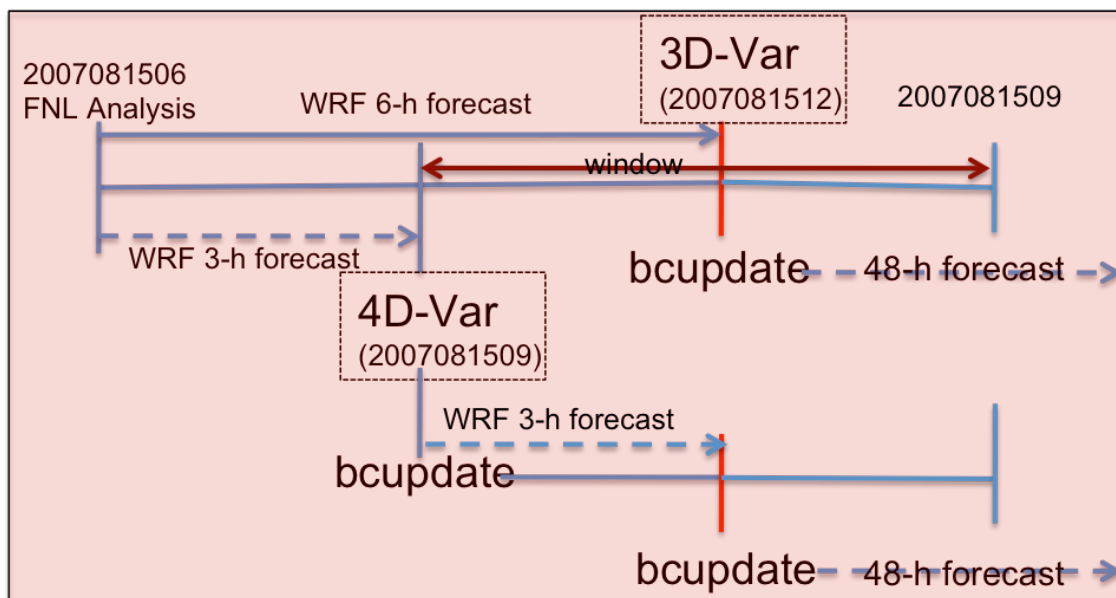 2007081506
FNL Analysis
WRF 6-h forecast
3D-Var
(2007081512)
2007081509
window
WRF 3-h forecast
bcupdate
48-h forecast
4D-Var
(2007081509)
WRF 3-h forecast
bcupdate
bcupdate
48-h forecast